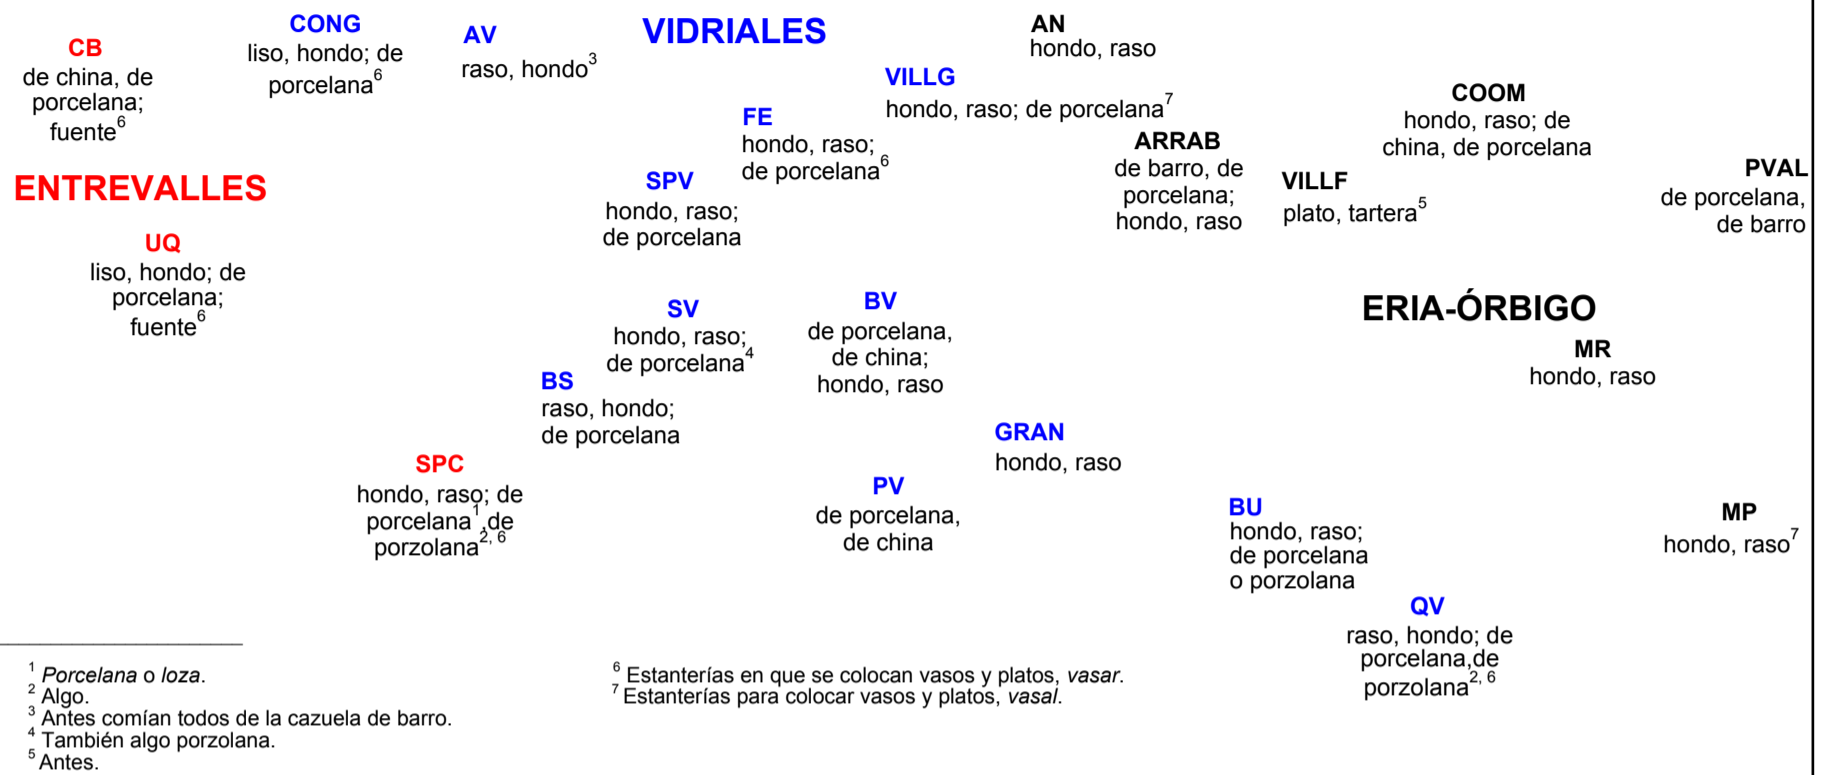 CB
de china, de
porcelana;
fuente6
CONG
liso, hondo; de
porcelana6
AV
raso, hondo3
VIDRIALES
AN
hondo, raso
VILLG
hondo, raso; de porcelana7
FE
hondo, raso;
de porcelana6
COOM
hondo, raso; de
china, de porcelana
ARRAB
de barro, de
porcelana;
hondo, raso
VILLF
plato, tartera5
PVAL
de porcelana,
de barro
ENTREVALLES
SPV
hondo, raso;
de porcelana
UQ
liso, hondo; de
porcelana;
fuente6
SV
hondo, raso;
de porcelana4
BV
de porcelana,
de china;
hondo, raso
ERIA-ÓRBIGO
MR
hondo, raso
BS
raso, hondo;
de porcelana
GRAN
hondo, raso
SPC
hondo, raso; de
porcelana1,de
porzolana2, 6
PV
de porcelana,
de china
BU
hondo, raso;
de porcelana
o porzolana
MP
hondo, raso7
QV
raso, hondo; de
porcelana,de
porzolana2, 6
1 Porcelana o loza.
2 Algo.
3 Antes comían todos de la cazuela de barro.
4 También algo porzolana.
5 Antes.
6 Estanterías en que se colocan vasos y platos, vasar.
7 Estanterías para colocar vasos y platos, vasal.